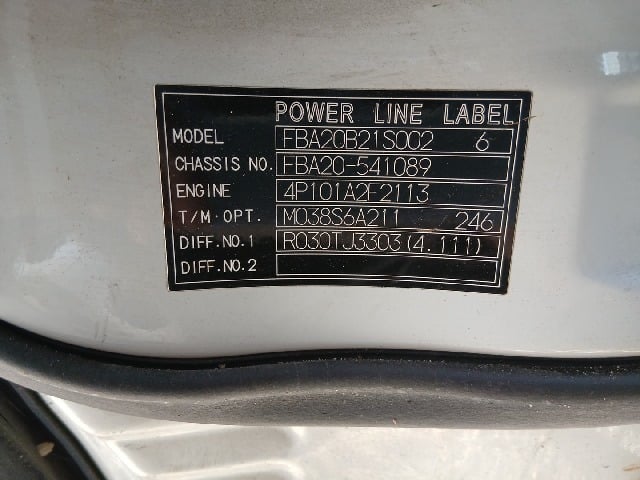 POWER LINE LABEL
MODEL FBA20B21S002 6
CHASSIS NO. FBA20-541089
ENGINE 4P101A2F2113
T/M OPT. M038S6A211 246
DIFF.NO.1 R030TJ3303(4.111)
DIFF.NO.2